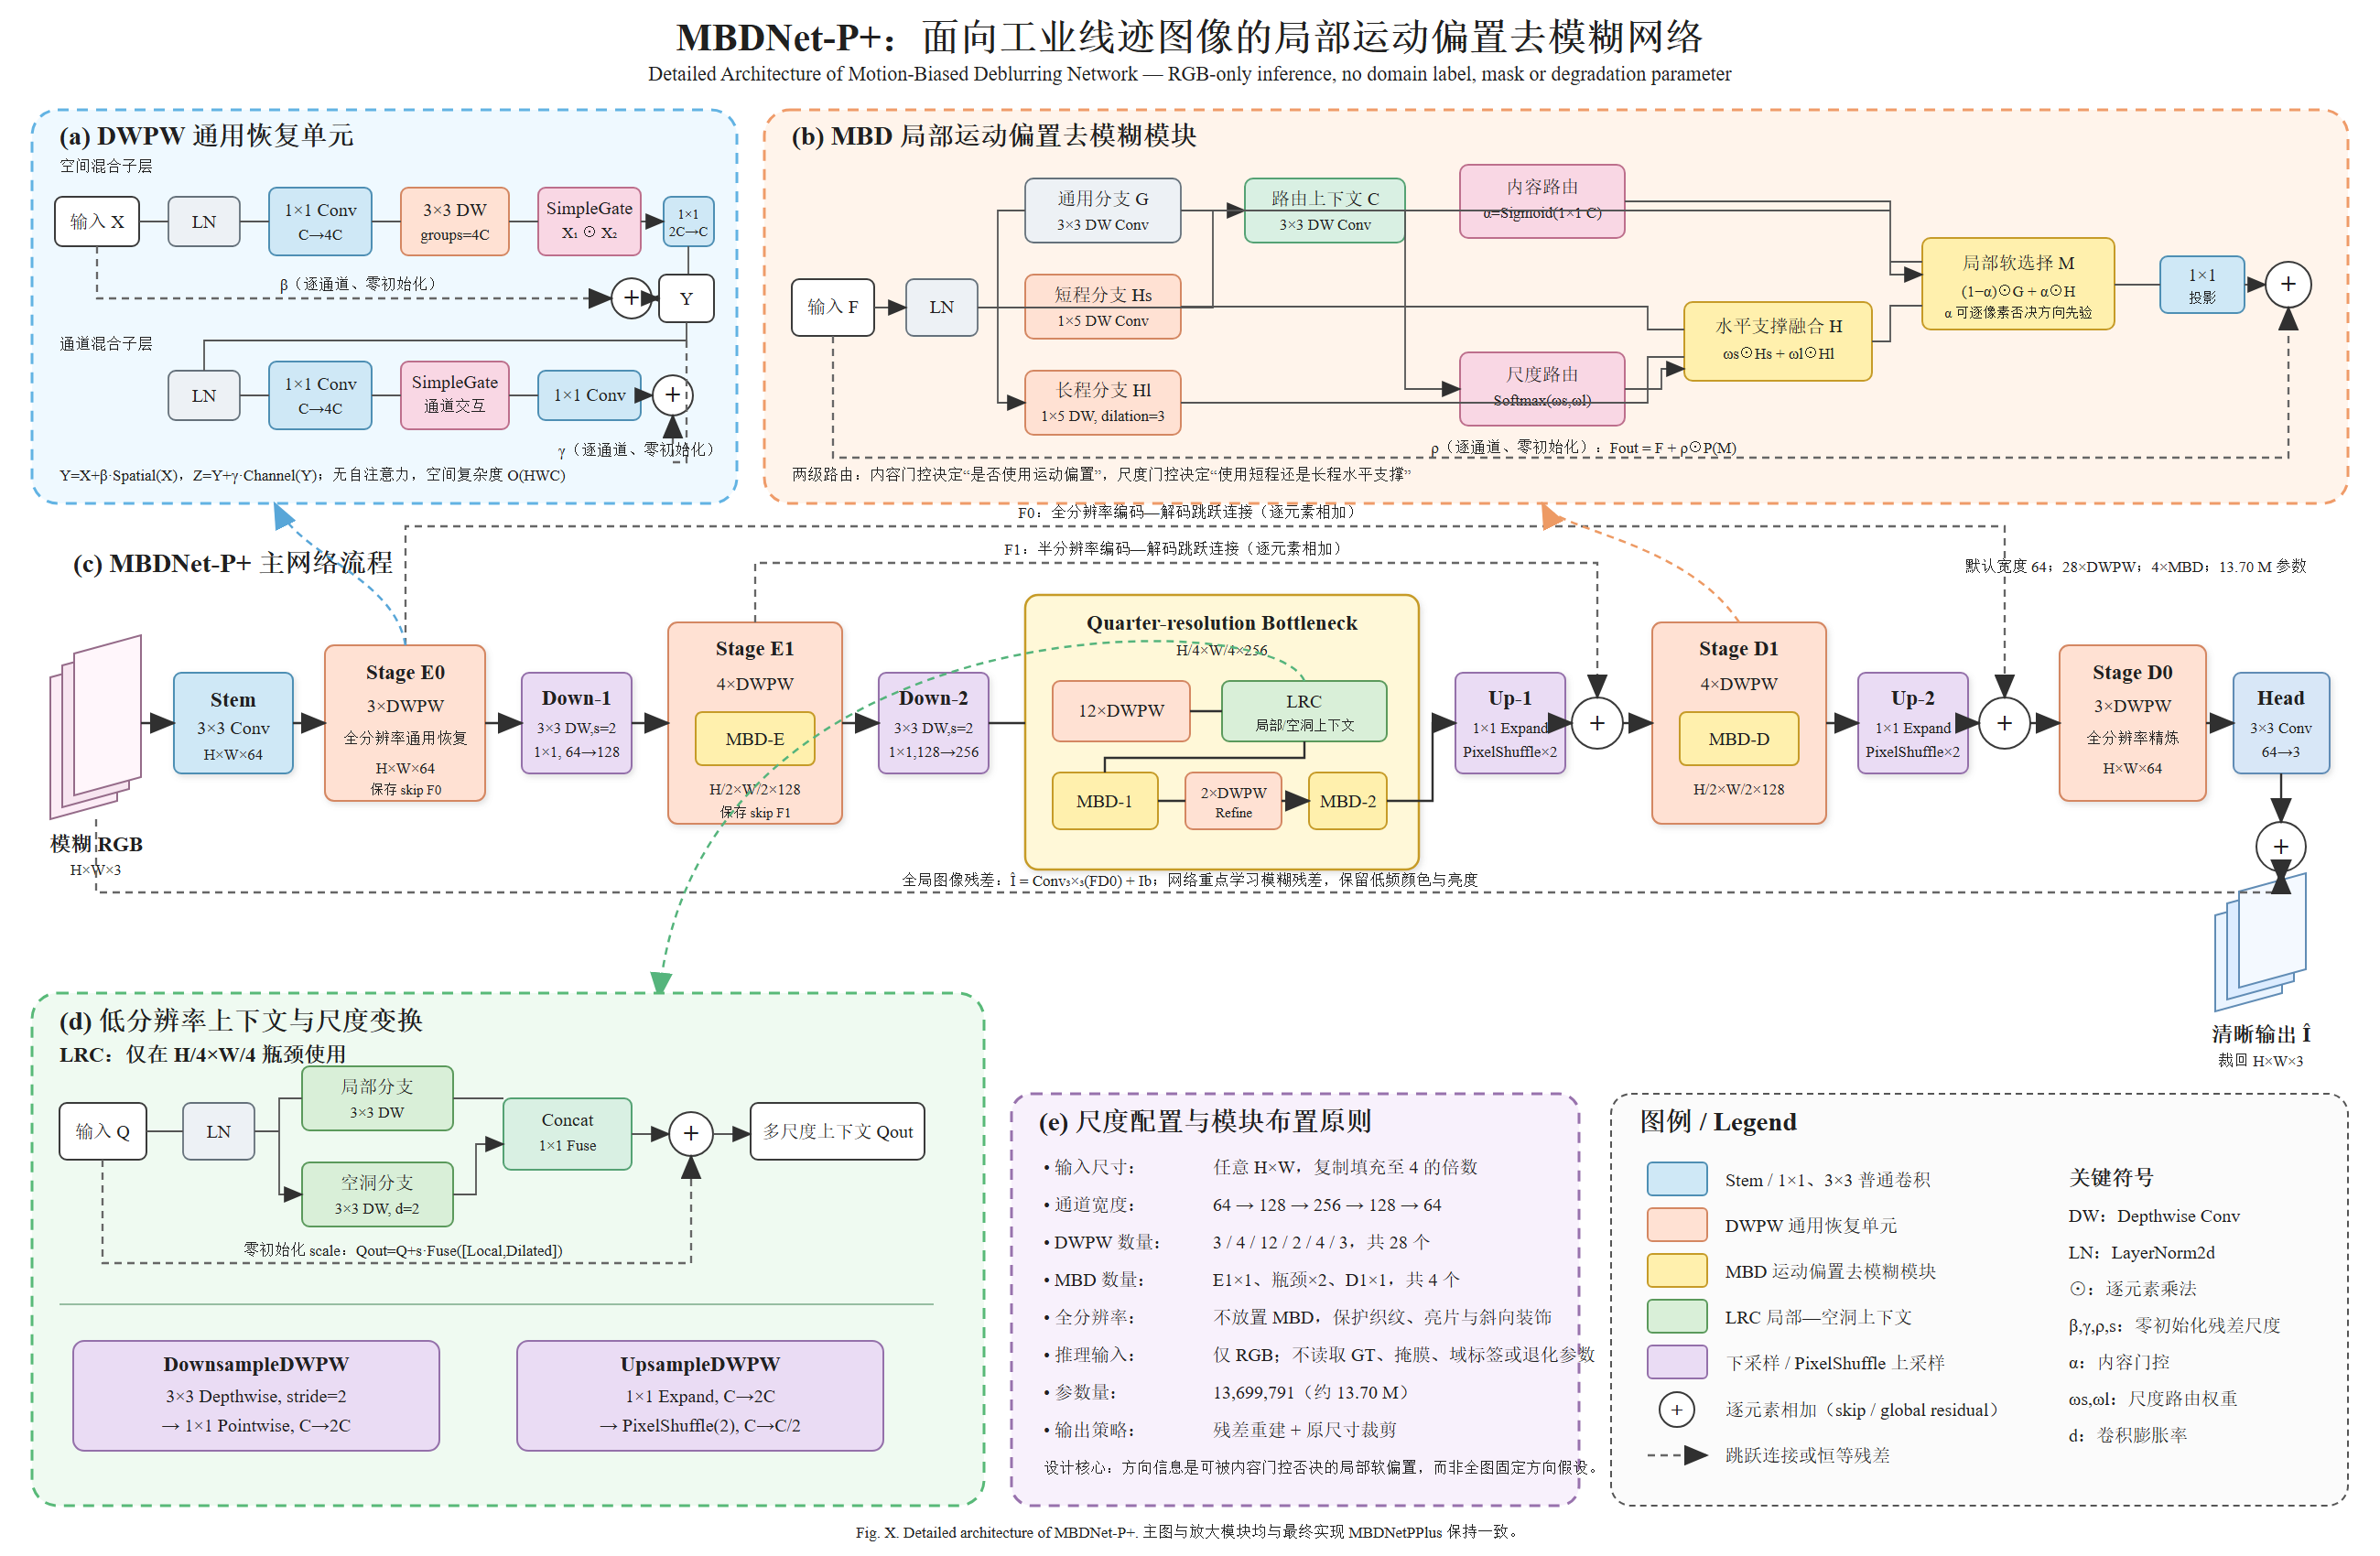 MBDNet-P+：面向工业线迹图像的局部运动偏置去模糊网络
Detailed Architecture of Motion-Biased Deblurring Network — RGB-only inference, no domain label, mask or degradation parameter
(a) DWPW 通用恢复单元
空间混合子层
输入 X
LN
1×1 Conv
C→4C
3×3 DW
groups=4C
SimpleGate
X₁ ⊙ X₂
1×1
2C→C
β（逐通道、零初始化）
+
Y
通道混合子层
LN
1×1 Conv
C→4C
SimpleGate
通道交互
1×1 Conv
+
γ（逐通道、零初始化）
Y=X+β·Spatial(X)，Z=Y+γ·Channel(Y)；无自注意力，空间复杂度 O(HWC)
(b) MBD 局部运动偏置去模糊模块
输入 F
LN
通用分支 G
3×3 DW Conv
短程分支 Hs
1×5 DW Conv
长程分支 Hl
1×5 DW, dilation=3
路由上下文 C
3×3 DW Conv
内容路由
α=Sigmoid(1×1 C)
尺度路由
Softmax(ωs,ωl)
水平支撑融合 H
ωs⊙Hs + ωl⊙Hl
局部软选择 M
(1−α)⊙G + α⊙H
α 可逐像素否决方向先验
1×1
投影
+
ρ（逐通道、零初始化）：Fout = F + ρ⊙P(M)
两级路由：内容门控决定“是否使用运动偏置”，尺度门控决定“使用短程还是长程水平支撑”
F0：全分辨率编码—解码跳跃连接（逐元素相加）
F1：半分辨率编码—解码跳跃连接（逐元素相加）
(c) MBDNet-P+ 主网络流程
默认宽度 64；28×DWPW；4×MBD；13.70 M 参数
模糊 RGB
H×W×3
Stem
3×3 Conv
H×W×64
Stage E0
3×DWPW
全分辨率通用恢复
H×W×64
保存 skip F0
Down-1
3×3 DW,s=2
1×1, 64→128
Stage E1
4×DWPW
MBD-E
H/2×W/2×128
保存 skip F1
Down-2
3×3 DW,s=2
1×1,128→256
Quarter-resolution Bottleneck
H/4×W/4×256
12×DWPW
LRC
局部/空洞上下文
MBD-1
2×DWPW
Refine
MBD-2
Up-1
1×1 Expand
PixelShuffle×2
+
Stage D1
4×DWPW
MBD-D
H/2×W/2×128
Up-2
1×1 Expand
PixelShuffle×2
+
Stage D0
3×DWPW
全分辨率精炼
H×W×64
Head
3×3 Conv
64→3
+
全局图像残差：Î = Conv₃×₃(FD0) + Ib；网络重点学习模糊残差，保留低频颜色与亮度
清晰输出 Î
裁回 H×W×3
(d) 低分辨率上下文与尺度变换
LRC：仅在 H/4×W/4 瓶颈使用
输入 Q
LN
局部分支
3×3 DW
空洞分支
3×3 DW, d=2
Concat
1×1 Fuse
+
多尺度上下文 Qout
零初始化 scale：Qout=Q+s·Fuse([Local,Dilated])
DownsampleDWPW
3×3 Depthwise, stride=2
→ 1×1 Pointwise, C→2C
UpsampleDWPW
1×1 Expand, C→2C
→ PixelShuffle(2), C→C/2
(e) 尺度配置与模块布置原则
• 输入尺寸： 任意 H×W，复制填充至 4 的倍数
• 通道宽度： 64 → 128 → 256 → 128 → 64
• DWPW 数量： 3 / 4 / 12 / 2 / 4 / 3，共 28 个
• MBD 数量： E1×1、瓶颈×2、D1×1，共 4 个
• 全分辨率： 不放置 MBD，保护织纹、亮片与斜向装饰
• 推理输入： 仅 RGB；不读取 GT、掩膜、域标签或退化参数
• 参数量： 13,699,791（约 13.70 M）
• 输出策略： 残差重建 + 原尺寸裁剪
设计核心：方向信息是可被内容门控否决的局部软偏置，而非全图固定方向假设。
图例 / Legend
Stem / 1×1、3×3 普通卷积
DWPW 通用恢复单元
MBD 运动偏置去模糊模块
LRC 局部—空洞上下文
下采样 / PixelShuffle 上采样
+
逐元素相加（skip / global residual）
跳跃连接或恒等残差
关键符号
DW：Depthwise Conv
LN：LayerNorm2d
⊙：逐元素乘法
β,γ,ρ,s：零初始化残差尺度
α：内容门控
ωs,ωl：尺度路由权重
d：卷积膨胀率
Fig. X. Detailed architecture of MBDNet-P+. 主图与放大模块均与最终实现 MBDNetPPlus 保持一致。